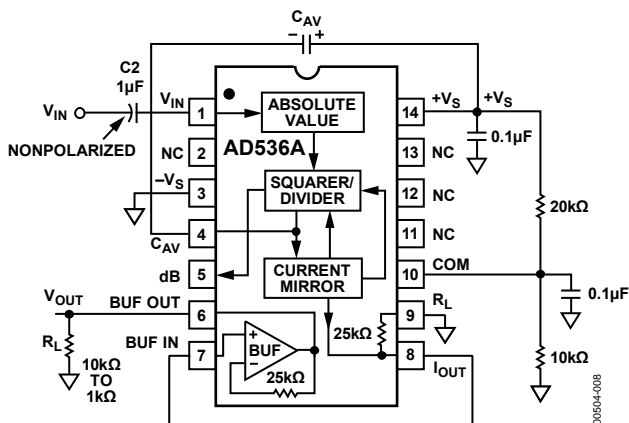 CAV
− +
C2
1µF
VIN
NONPOLARIZED
VIN
1
NC
2
−VS
3
4
CAV
dB
5
VOUT
BUF OUT
6
BUF IN
7
RL
10kΩ
TO
1kΩ
ABSOLUTE
VALUE
AD536A
SQUARER/
DIVIDER
CURRENT
MIRROR
+
BUF
−
25kΩ
25kΩ
+VS
+VS
14
0.1µF
13
NC
12
NC
11
NC
20kΩ
COM
10
0.1µF
RL
9
8
IOUT
10kΩ
00504-008